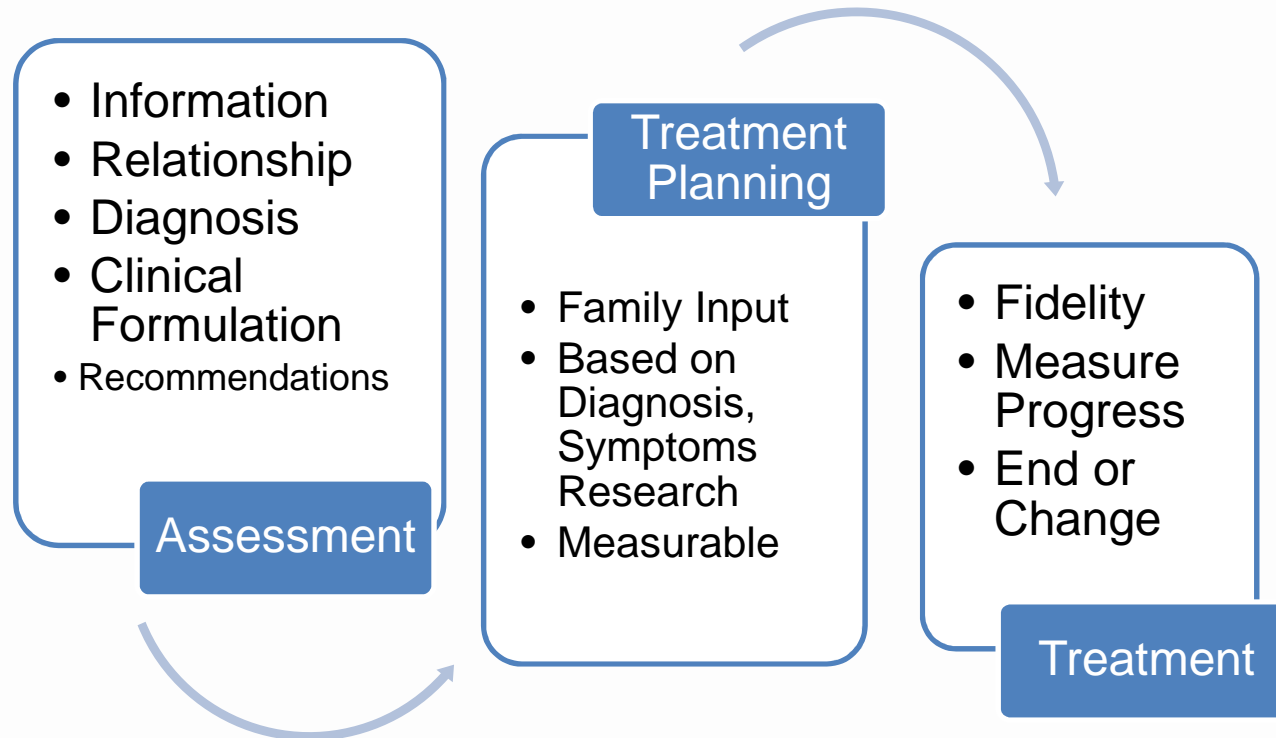 • Information
• Relationship
• Diagnosis
• Clinical
Formulation
• Recommendations
Assessment
Treatment
Planning
• Family Input
• Based on
Diagnosis,
Symptoms
Research
• Measurable
• Fidelity
• Measure
Progress
• End or
Change
Treatment